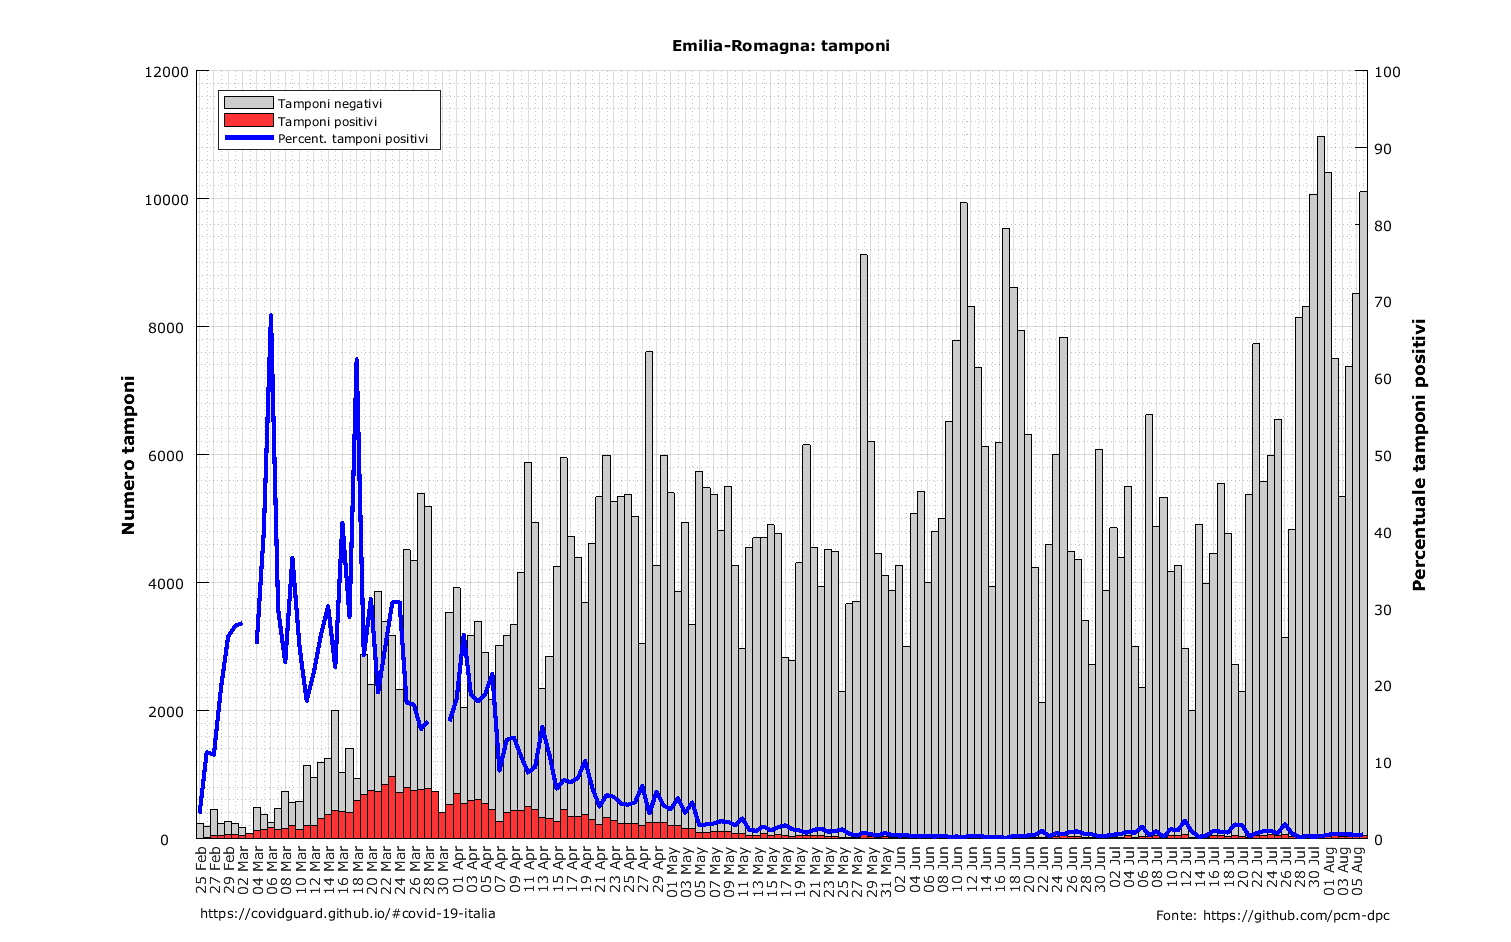 Emilia-Romagna: tamponi
12000
10000
8000
6000
4000
2000
0
100
90
80
70
60
50
40
30
20
10
0
Tamponi negativi
Tamponi positivi
Percent. tamponi positivi
Numero tamponi
Percentuale tamponi positivi
25 Feb
27 Feb
29 Feb
02 Mar
04 Mar
06 Mar
08 Mar
10 Mar
12 Mar
14 Mar
16 Mar
18 Mar
20 Mar
22 Mar
24 Mar
26 Mar
28 Mar
30 Mar
01 Apr
03 Apr
05 Apr
07 Apr
09 Apr
11 Apr
13 Apr
15 Apr
17 Apr
19 Apr
21 Apr
23 Apr
25 Apr
27 Apr
29 Apr
01 May
03 May
05 May
07 May
09 May
11 May
13 May
15 May
17 May
19 May
21 May
23 May
25 May
27 May
29 May
31 May
02 Jun
04 Jun
06 Jun
08 Jun
10 Jun
12 Jun
14 Jun
16 Jun
18 Jun
20 Jun
22 Jun
24 Jun
26 Jun
28 Jun
30 Jun
02 Jul
04 Jul
06 Jul
08 Jul
10 Jul
12 Jul
14 Jul
16 Jul
18 Jul
20 Jul
22 Jul
24 Jul
26 Jul
28 Jul
30 Jul
01 Aug
03 Aug
05 Aug
https://covidguard.github.io/#covid-19-italia
Fonte: https://github.com/pcm-dpc